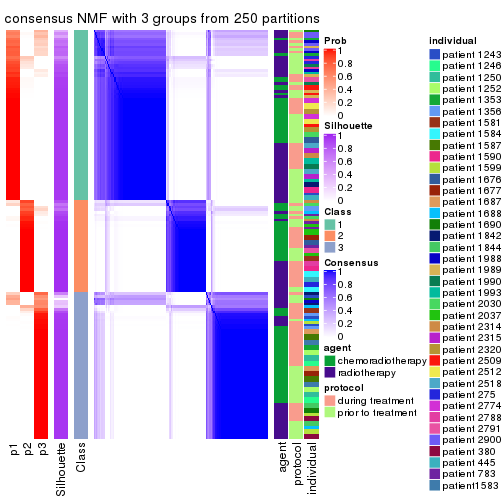 consensus NMF with 3 groups from 250 partitions
Prob
1
0.8
0.6
0.4
0.2
0
Silhouette
1
0.8
0.6
0.4
0.2
0
Class
1
2
3
Consensus
1
0.8
0.6
0.4
0.2
0
agent
chemoradiotherapy
radiotherapy
protocol
during treatment
prior to treatment
individual
patient 1243
patient 1246
patient 1250
patient 1252
patient 1353
patient 1356
patient 1581
patient 1584
patient 1587
patient 1590
patient 1599
patient 1676
patient 1677
patient 1687
patient 1688
patient 1690
patient 1842
patient 1844
patient 1988
patient 1989
patient 1990
patient 1993
patient 2030
patient 2037
patient 2314
patient 2315
patient 2320
patient 2509
patient 2512
patient 2518
patient 275
patient 2774
patient 2788
patient 2791
patient 2900
patient 380
patient 445
patient 783
patient1583
p1
p2
p3
Silhouette
Class
agent
protocol
individual